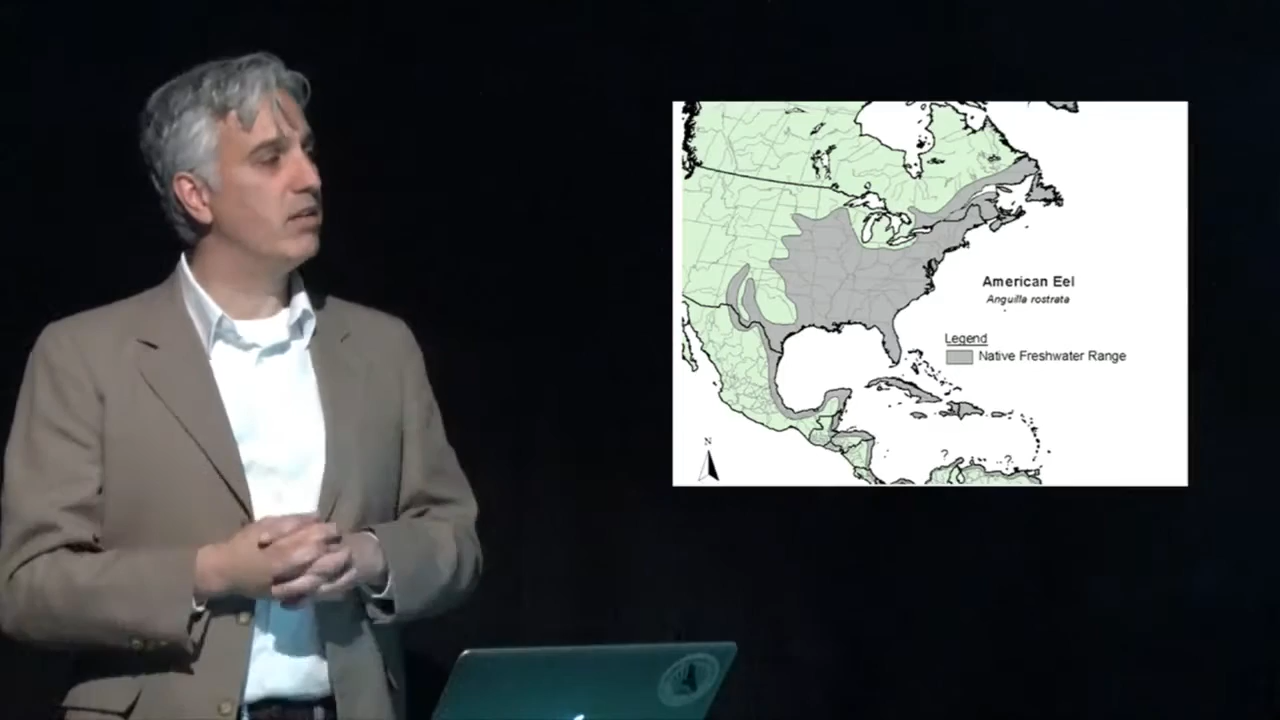 American Eel
Anguilla rostrata
Legend
Native Freshwater Range
?
?
N